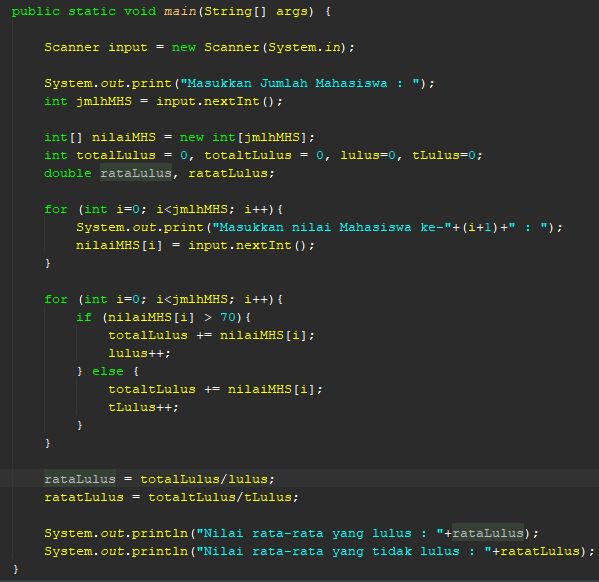 public static void main(String[] args) {
Scanner input = new Scanner(System.in);
System.out.print("Masukkan Jumlah Mahasiswa : ");
int jmlhMHS = input.nextInt();
int[] nilaiMHS = new int[jmlhMHS];
int totalLulus = 0, totaltLulus = 0, lulus=0, tLulus=0;
double rataLulus, ratatLulus;
for (int i=0; i<jmlhMHS; i++){
System.out.print("Masukkan nilai Mahasiswa ke-"+(i+1)+" : ");
nilaiMHS[i] = input.nextInt();
}
for (int i=0; i<jmlhMHS; i++){
if (nilaiMHS[i] > 70){
totalLulus += nilaiMHS[i];
lulus++;
} else {
totaltLulus += nilaiMHS[i];
tLulus++;
}
}
rataLulus = totalLulus/lulus;
ratatLulus = totaltLulus/tLulus;
System.out.println("Nilai rata-rata yang lulus : "+rataLulus);
System.out.println("Nilai rata-rata yang tidak lulus : "+ratatLulus);
}